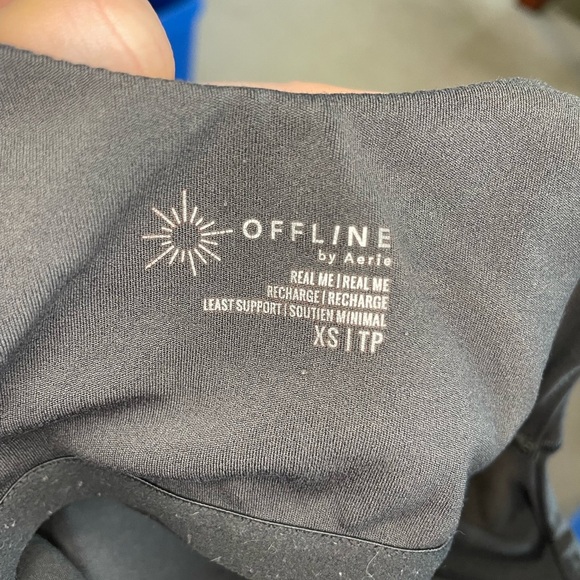 OFFLINE
by Aerie
REAL ME | REAL ME
RECHARGE | RECHARGE
LEAST SUPPORT | SOUTIEN MINIMAL
XS | TP